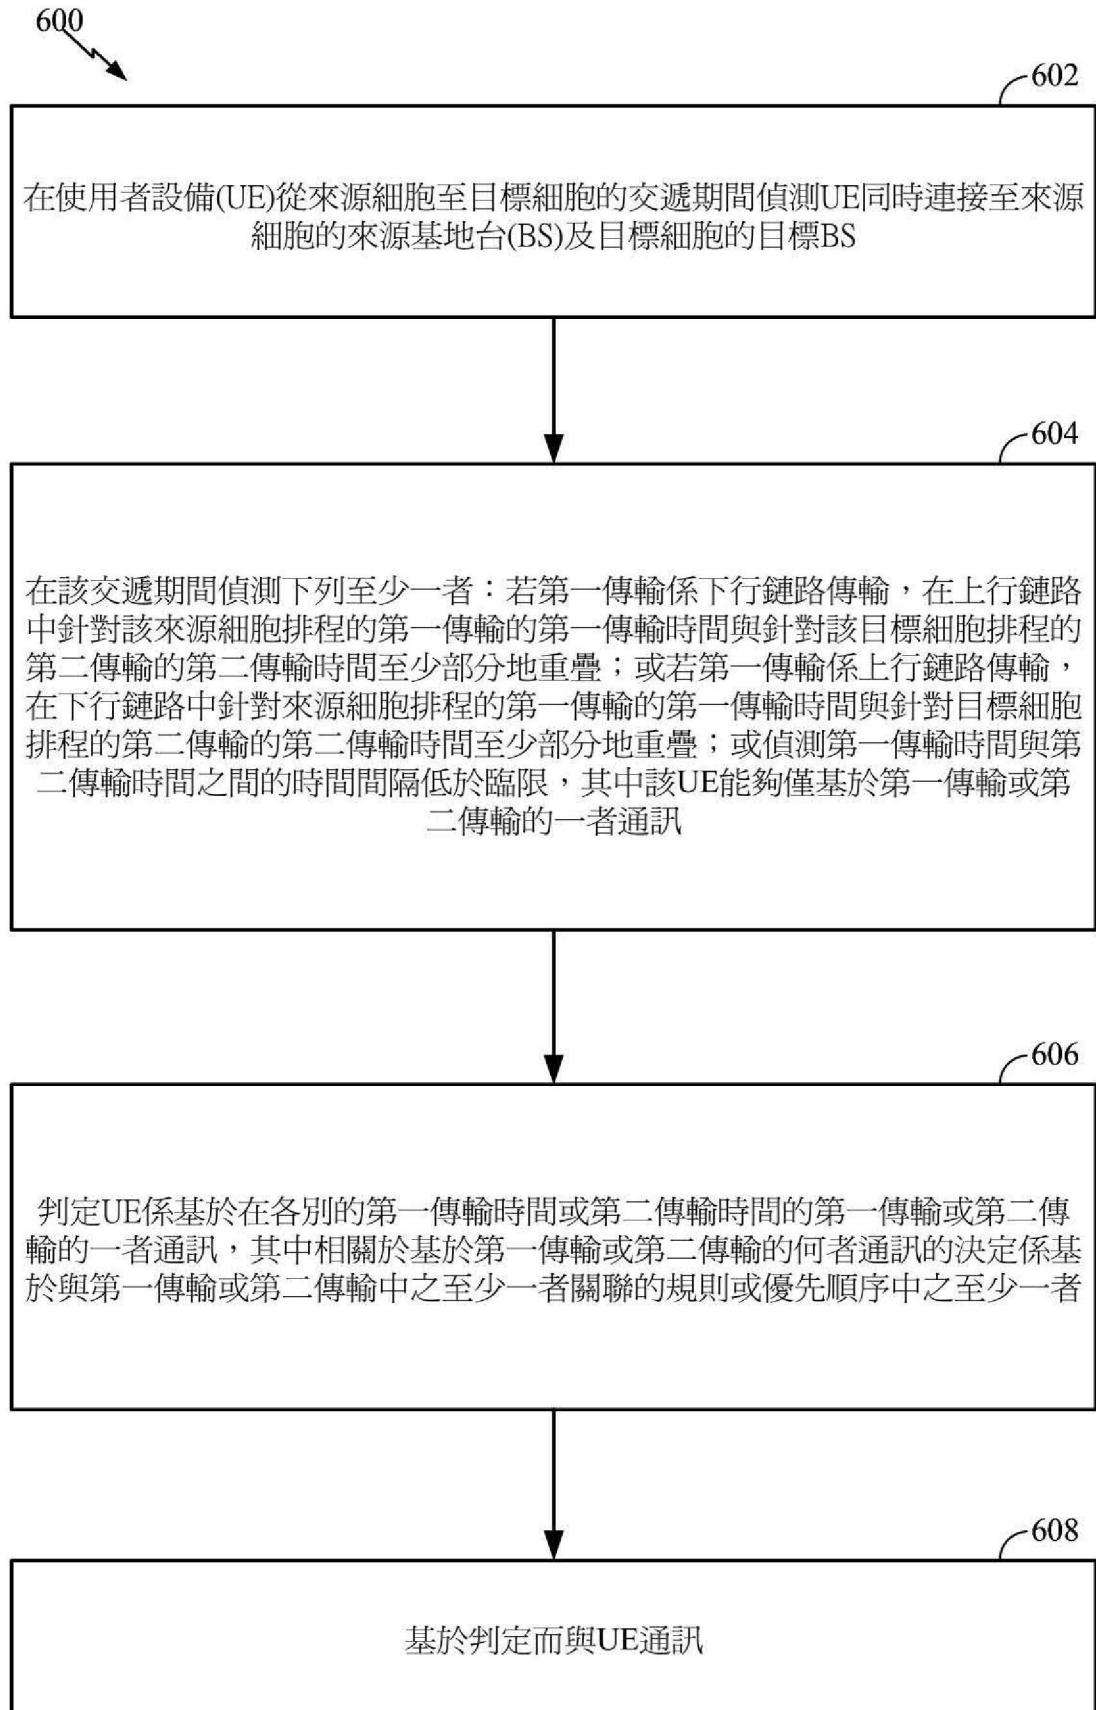 600
602
在使用者設備(UE)從來源細胞至目標細胞的交遞期間偵測UE同時連接至來源
細胞的來源基地台(BS)及目標細胞的目標BS
604
在該交遞期間偵測下列至少一者：若第一傳輸係下行鏈路傳輸，在上行鏈路
中針對該來源細胞排程的第一傳輸的第一傳輸時間與針對該目標細胞排程的
第二傳輸的第二傳輸時間至少部分地重疊；或若第一傳輸係上行鏈路傳輸，
在下行鏈路中針對來源細胞排程的第一傳輸的第一傳輸時間與針對目標細胞
排程的第二傳輸的第二傳輸時間至少部分地重疊；或偵測第一傳輸時間與第
二傳輸時間之間的時間間隔低於臨限，其中該UE能夠僅基於第一傳輸或第
二傳輸的一者通訊
606
判定UE係基於在各別的第一傳輸時間或第二傳輸時間的第一傳輸或第二傳
輸的一者通訊，其中相關於基於第一傳輸或第二傳輸的何者通訊的決定係基
於與第一傳輸或第二傳輸中之至少一者關聯的規則或優先順序中之至少一者
608
基於判定而與UE通訊